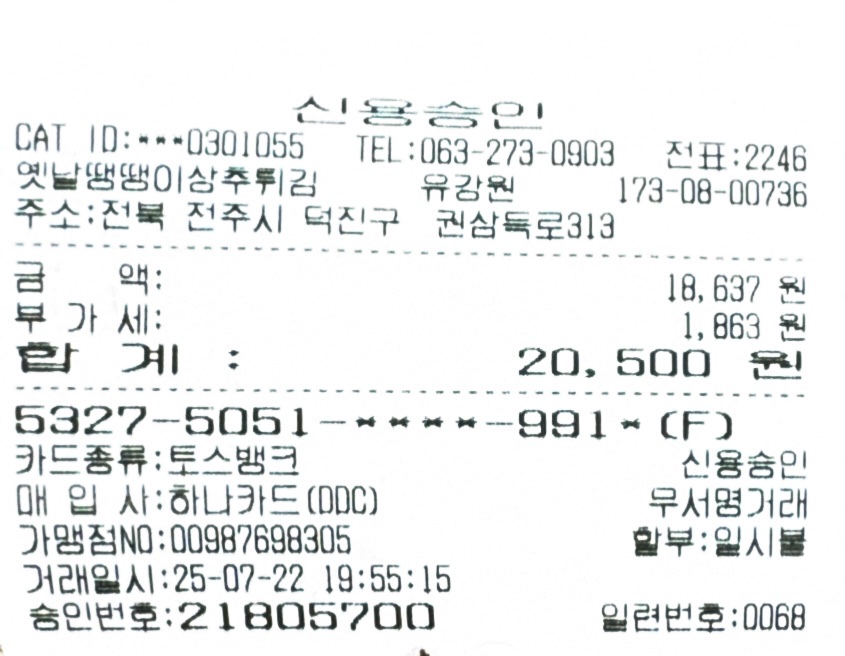 신용승인
CAT ID:***0301055 TEL:063-273-0903 전표:2246
옛날땡땡이상추튀김 유강원 173-08-00736
주소:전북 전주시 덕진구 권삼득로313
금 액: 18,637 원
부 가 세: 1,863 원
합 계 : 20,500 원
5327-5051-****-991*(F)
카드종류:토스뱅크 신용승인
매 입 사:하나카드(DDC) 무서명거래
가맹점NO:00987698305 할부:일시불
거래일시:25-07-22 19:55:15
승인번호:21805700 일련번호:0068